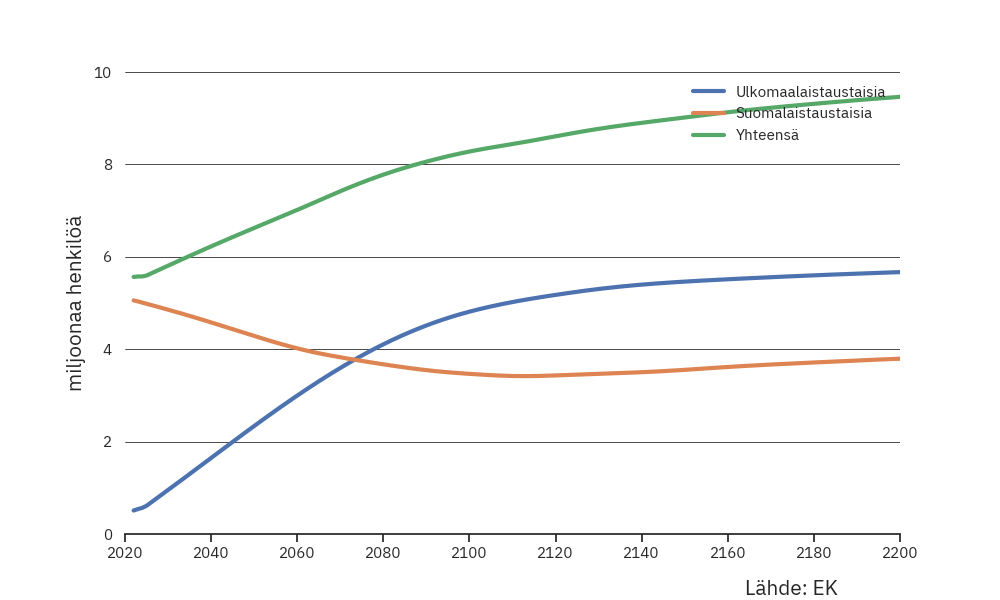 10
8
6
4
2
0
miljoonaa henkilöä
Ulkomaalaistaustaisia
Suomalaistaustaisia
Yhteensä
2020 2040 2060 2080 2100 2120 2140 2160 2180 2200
Lähde: EK